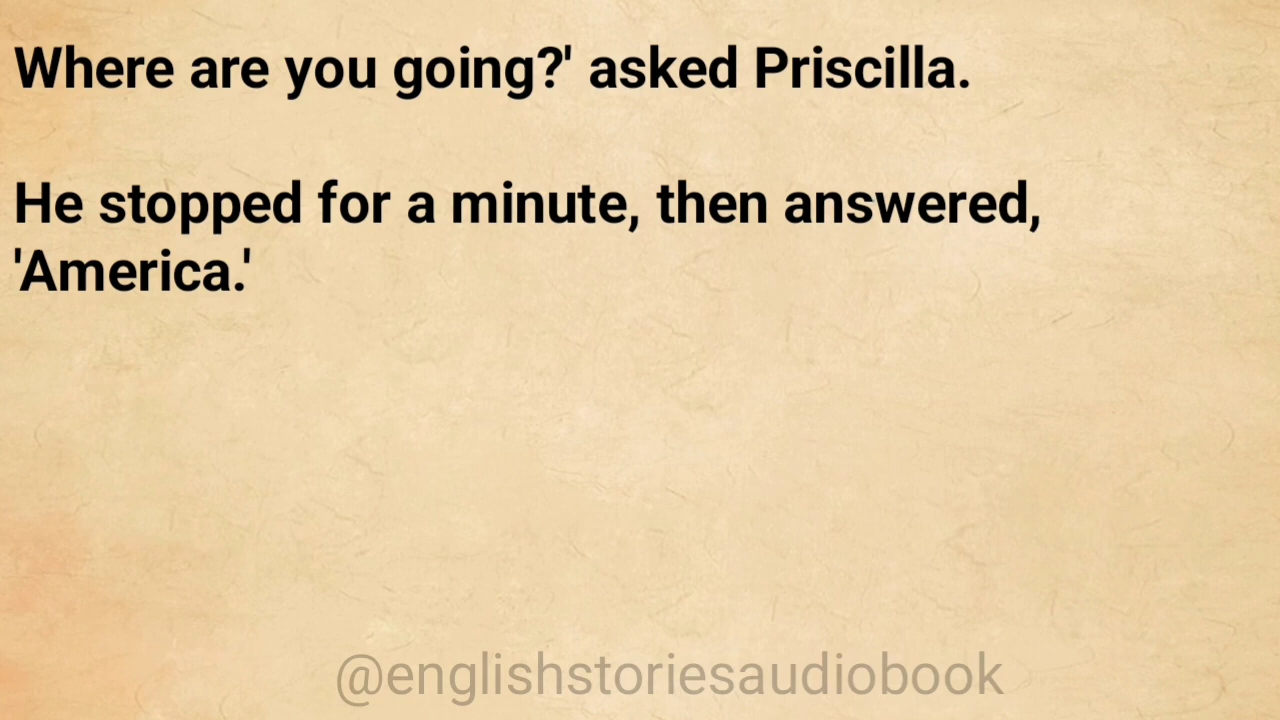 Where are you going?' asked Priscilla.
He stopped for a minute, then answered,
'America.'
@englishstoriesaudiobook